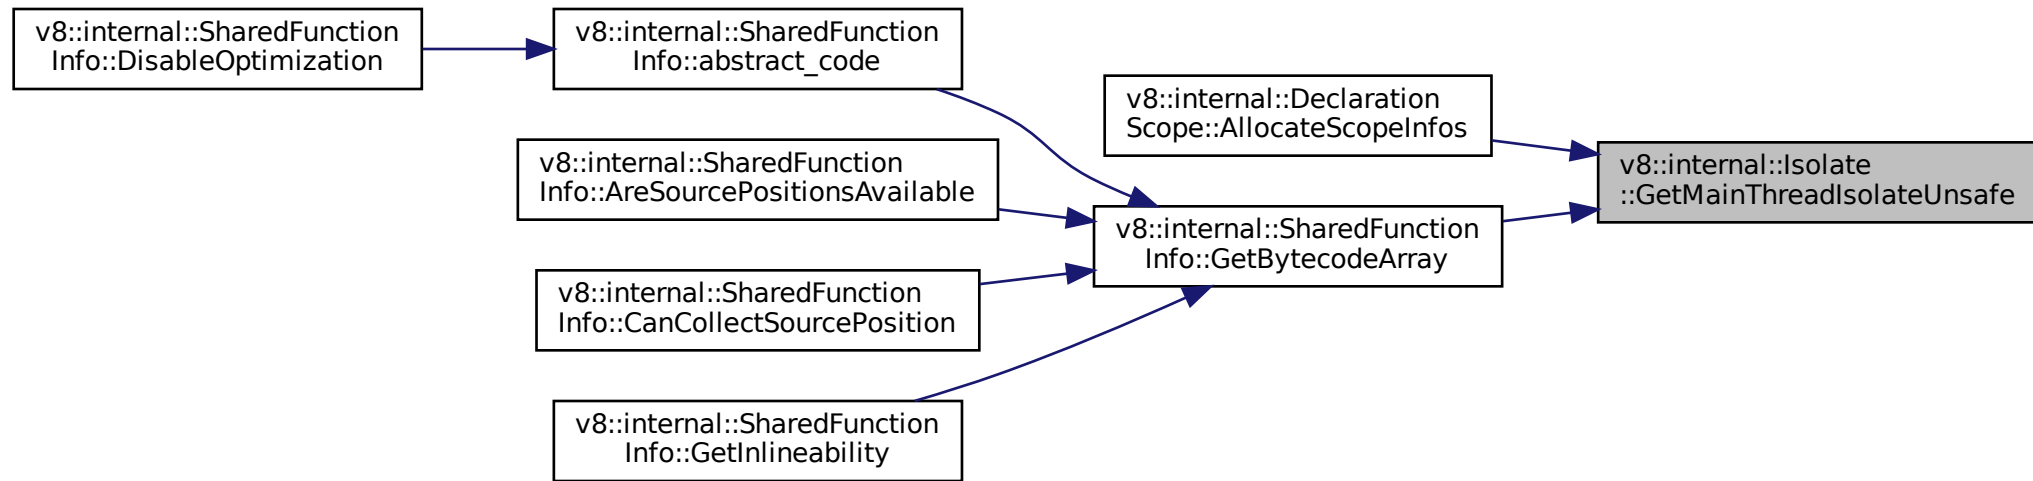 v8::internal::SharedFunction
Info::DisableOptimization
v8::internal::SharedFunction
Info::abstract_code
v8::internal::SharedFunction
Info::AreSourcePositionsAvailable
v8::internal::SharedFunction
Info::CanCollectSourcePosition
v8::internal::SharedFunction
Info::GetInlineability
v8::internal::Declaration
Scope::AllocateScopeInfos
v8::internal::SharedFunction
Info::GetBytecodeArray
v8::internal::Isolate
::GetMainThreadIsolateUnsafe